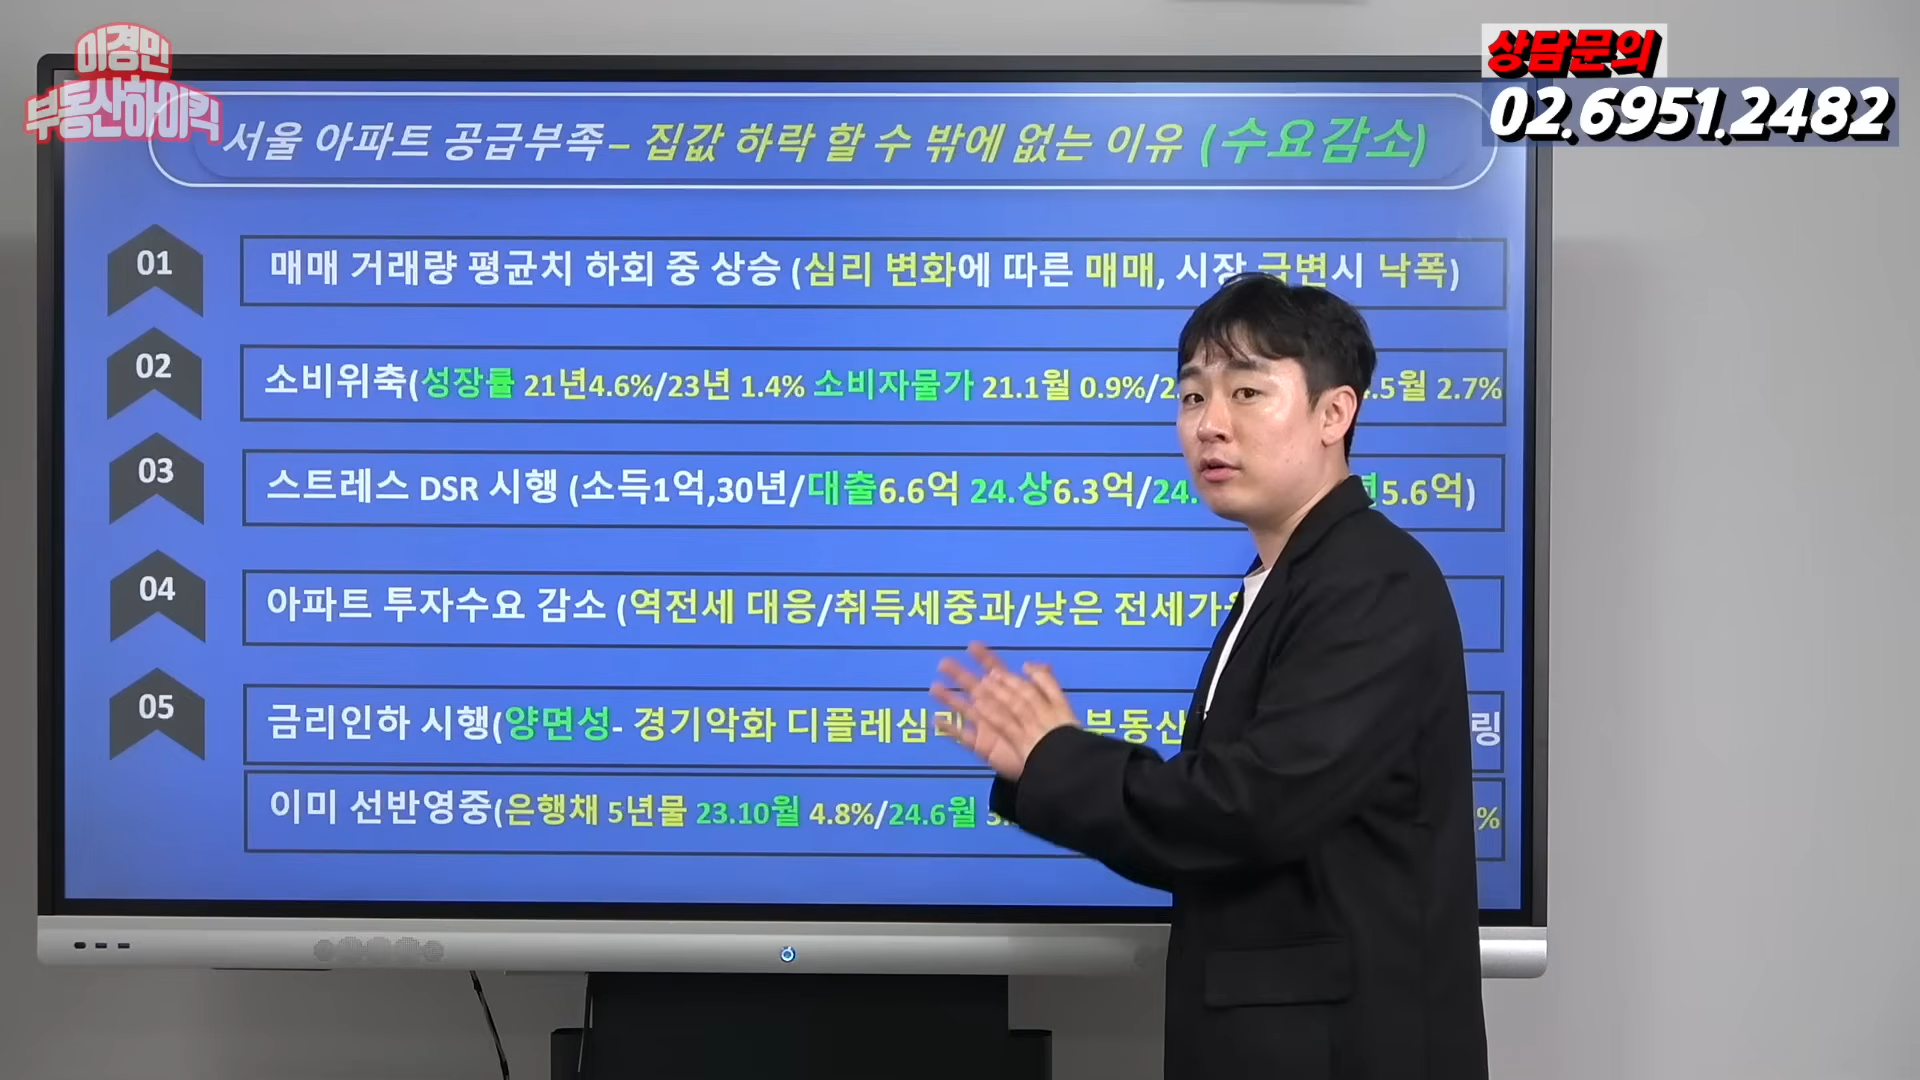 이경민
부동산하이킥
상담문의
02.6951.2482
서울 아파트 공급부족 – 집값 하락 할 수 밖에 없는 이유 (수요감소)
01
매매 거래량 평균치 하회 중 상승 (심리 변화에 따른 매매, 시장 급변시 낙폭)
02
소비위축(성장률 21년4.6%/23년 1.4% 소비자물가 21.1월 0.9%/2 .5월 2.7%
03
스트레스 DSR 시행 (소득1억,30년/대출6.6억 24.상6.3억/24. 5.6억)
04
아파트 투자수요 감소 (역전세 대응/취득세중과/낮은
05
금리인하 시행(양면성- 경기악화 부동산 링
이미 선반영중(은행채 5년물 23.10월 4.8%/24.6월 %